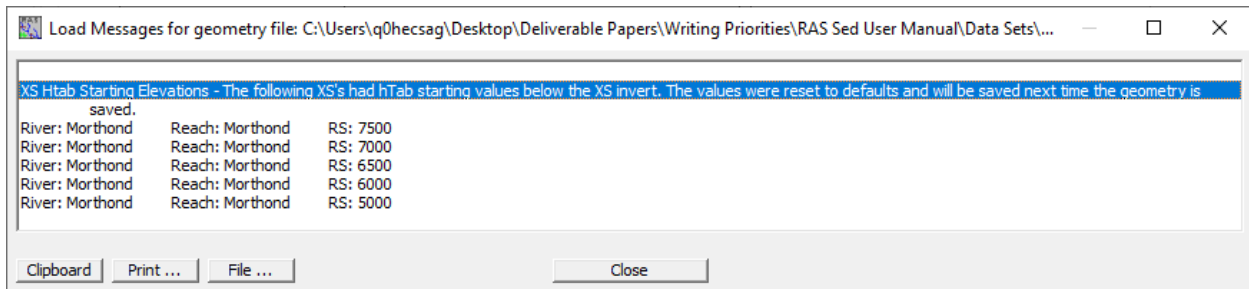 Load Messages for geometry file: C:\Users\q0hecsag\Desktop\Deliverable Papers\Writing Priorities\RAS Sed User Manual\Data Sets\...
XS Htab Starting Elevations - The following XS's had hTab starting values below the XS invert. The values were reset to defaults and will be saved next time the geometry is
saved.
River: Morthond Reach: Morthond RS: 7500
River: Morthond Reach: Morthond RS: 7000
River: Morthond Reach: Morthond RS: 6500
River: Morthond Reach: Morthond RS: 6000
River: Morthond Reach: Morthond RS: 5000
Clipboard Print ... File ... Close